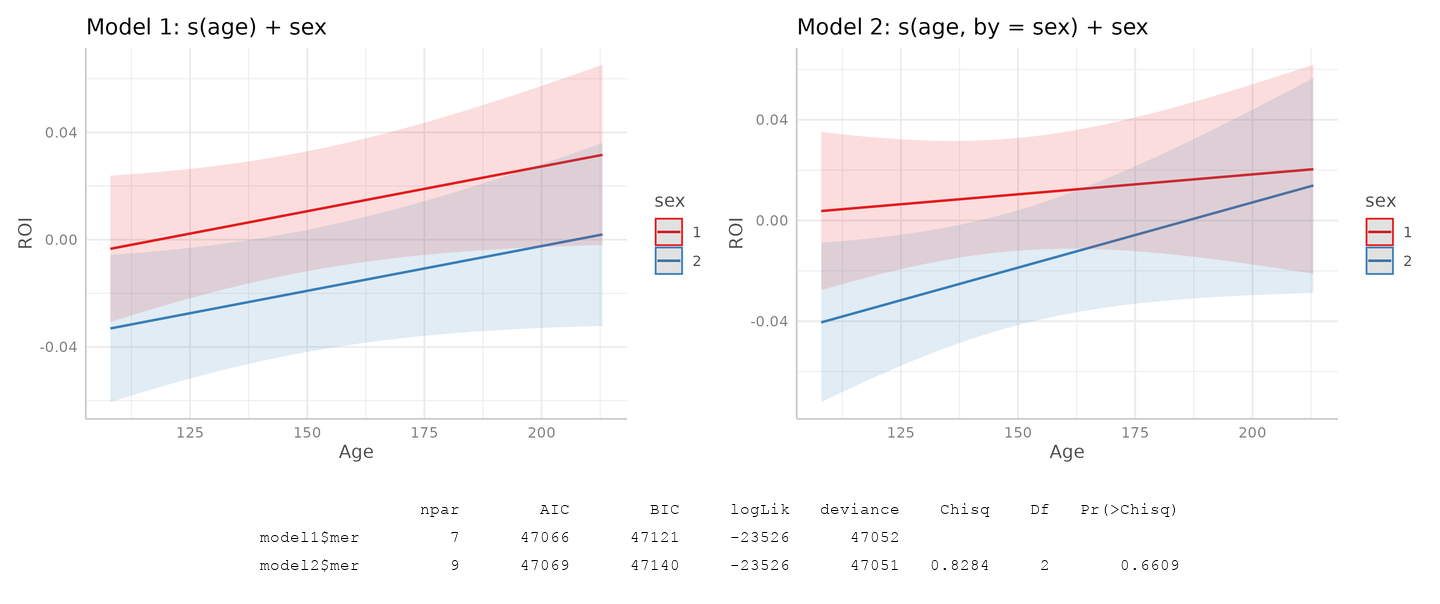 Model 1: s(age) + sex
0.04
0.00
-0.04
ROI
125 150 175 200
Age
sex
1
2
Model 2: s(age, by = sex) + sex
0.04
0.00
-0.04
ROI
125 150 175 200
Age
sex
1
2
npar AIC BIC logLik deviance Chisq Df Pr(>Chisq)
model1$mer 7 47066 47121 -23526 47052
model2$mer 9 47069 47140 -23526 47051 0.8284 2 0.6609